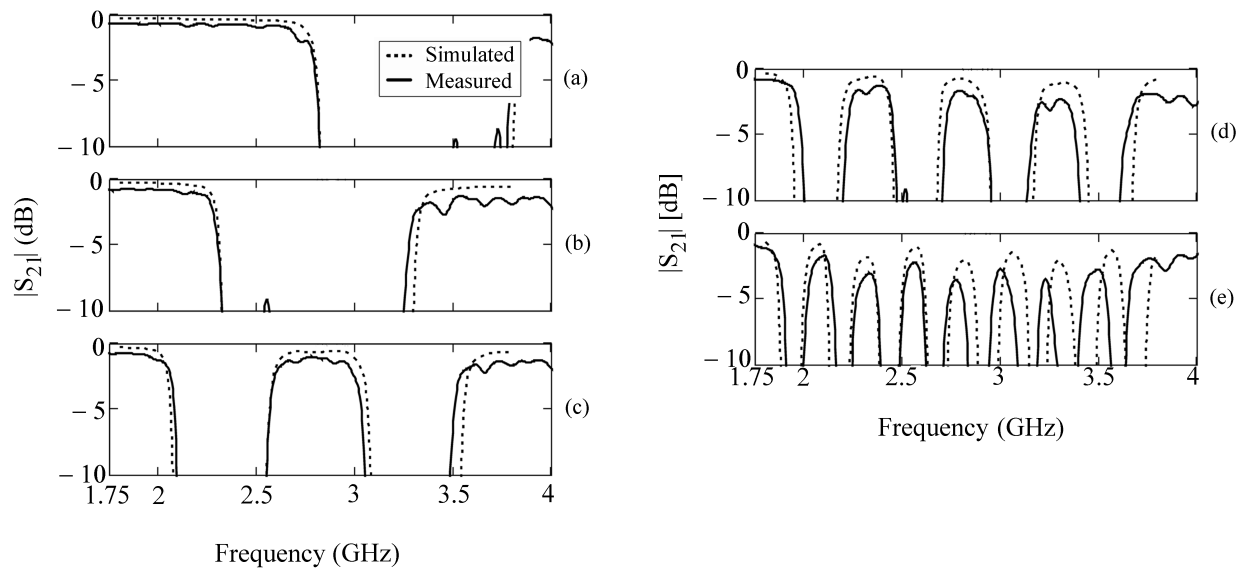 0
– 5
– 10
Simulated
Measured
(a)
0
– 5
– 10
(b)
|S21| (dB)
0
– 5
– 10
(c)
1.75 2 2.5 3 3.5 4
Frequency (GHz)
0
– 5
– 10
(d)
|S21| [dB]
0
– 5
– 10
(e)
1.75 2 2.5 3 3.5 4
Frequency (GHz)